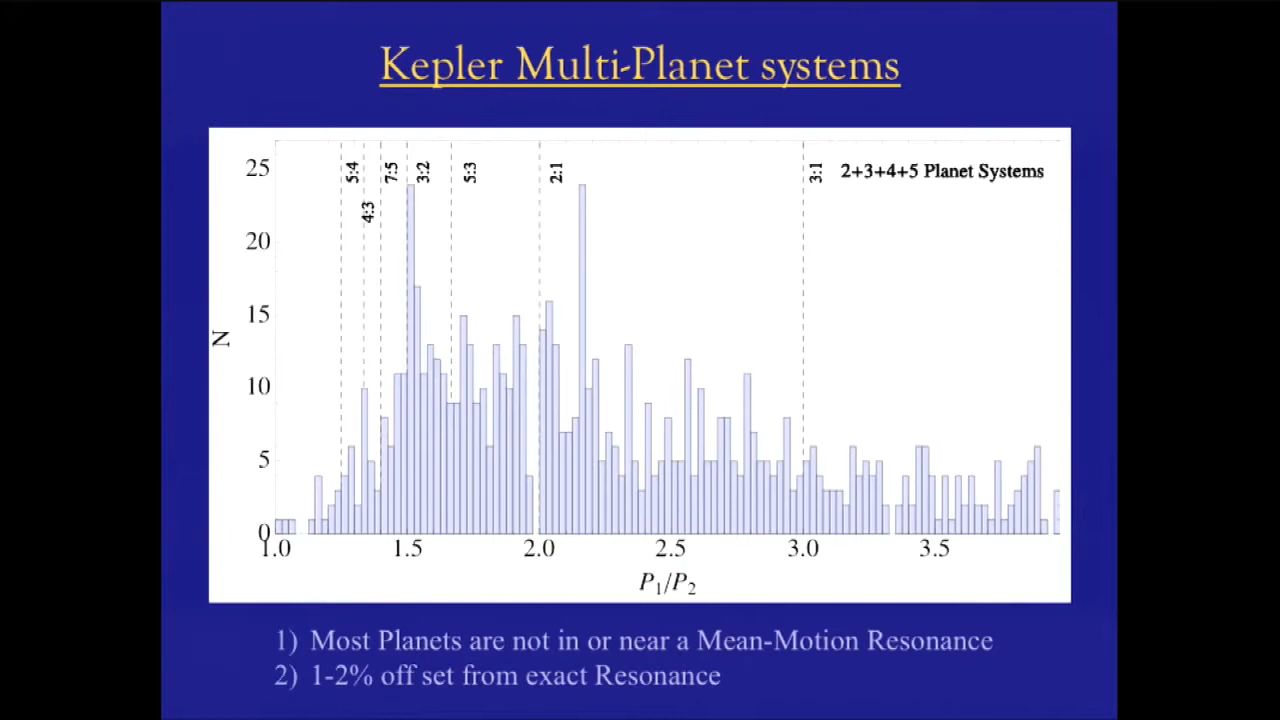 Kepler Multi-Planet systems
25
20
15
10
5
0
N
5:4
4:3
7:5
3:2
5:3
2:1
3:1
2+3+4+5 Planet Systems
1.0 1.5 2.0 2.5 3.0 3.5
P1/P2
1) Most Planets are not in or near a Mean-Motion Resonance
2) 1-2% off set from exact Resonance